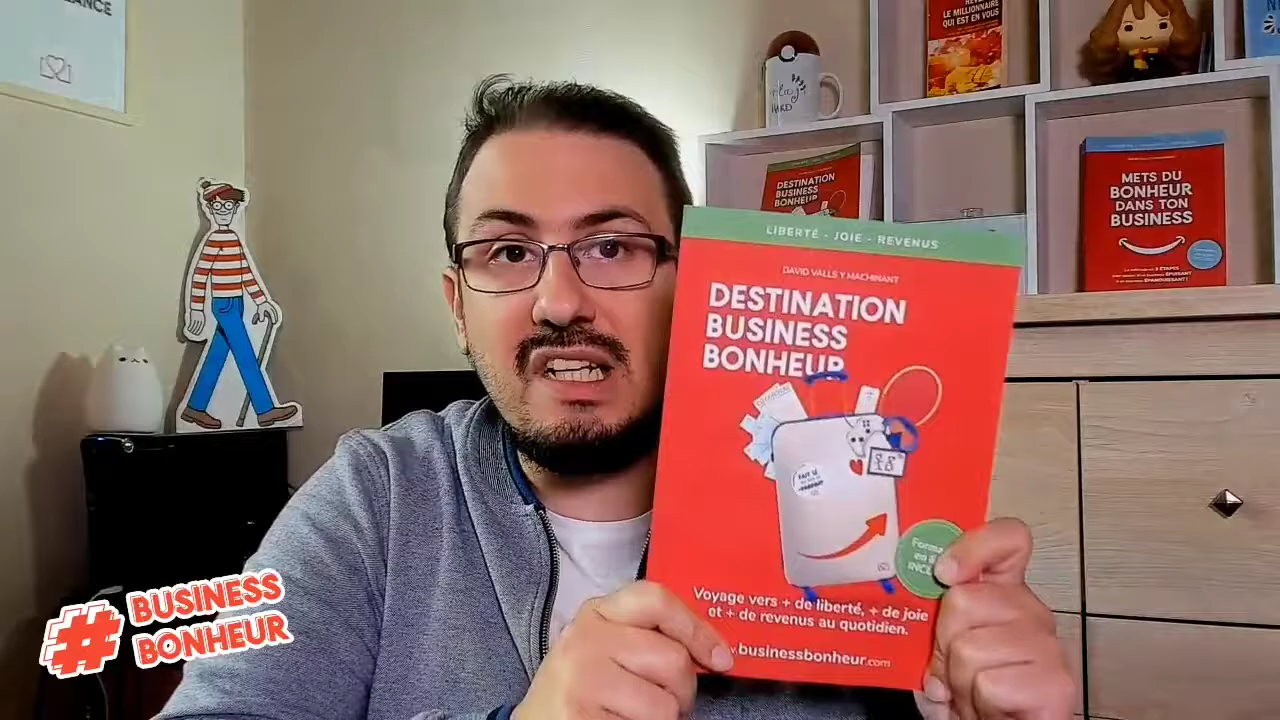 ANCE
LE MILLIONNAIRE
QUI EST EN VOUS
HARD
DESTINATION
BUSINESS
BONHEUR
METS DU
BONHEUR
DANS TON
BUSINESS
LIBERTÉ - JOIE - REVENUS
DAVID VALLS Y MACHINANT
DESTINATION
BUSINESS
BONHEUR
Voyage vers + de liberté, + de joie
et + de revenus au quotidien.
businessbonheur.com
# BUSINESS
BONHEUR